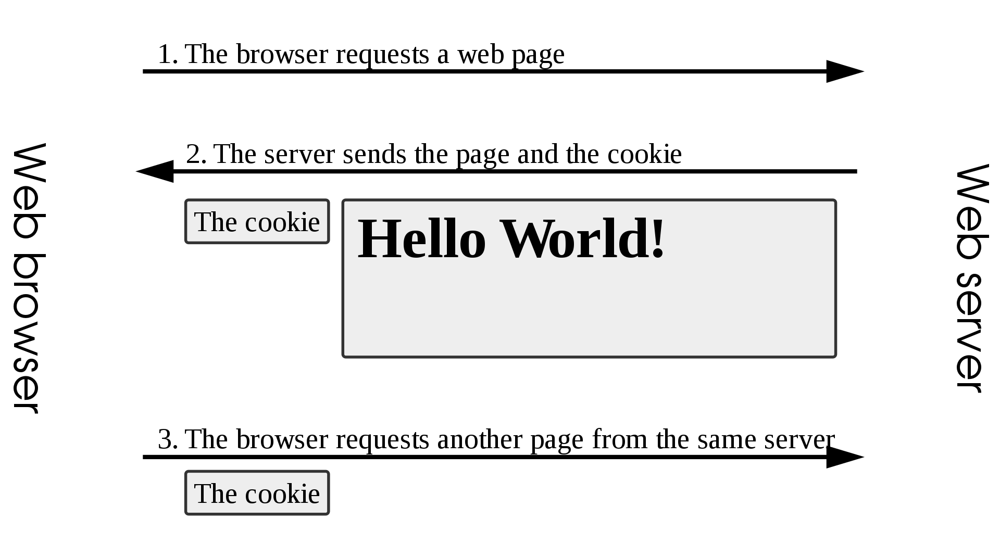 1. The browser requests a web page
2. The server sends the page and the cookie
Web browser
Web server
The cookie
Hello World!
3. The browser requests another page from the same server
The cookie